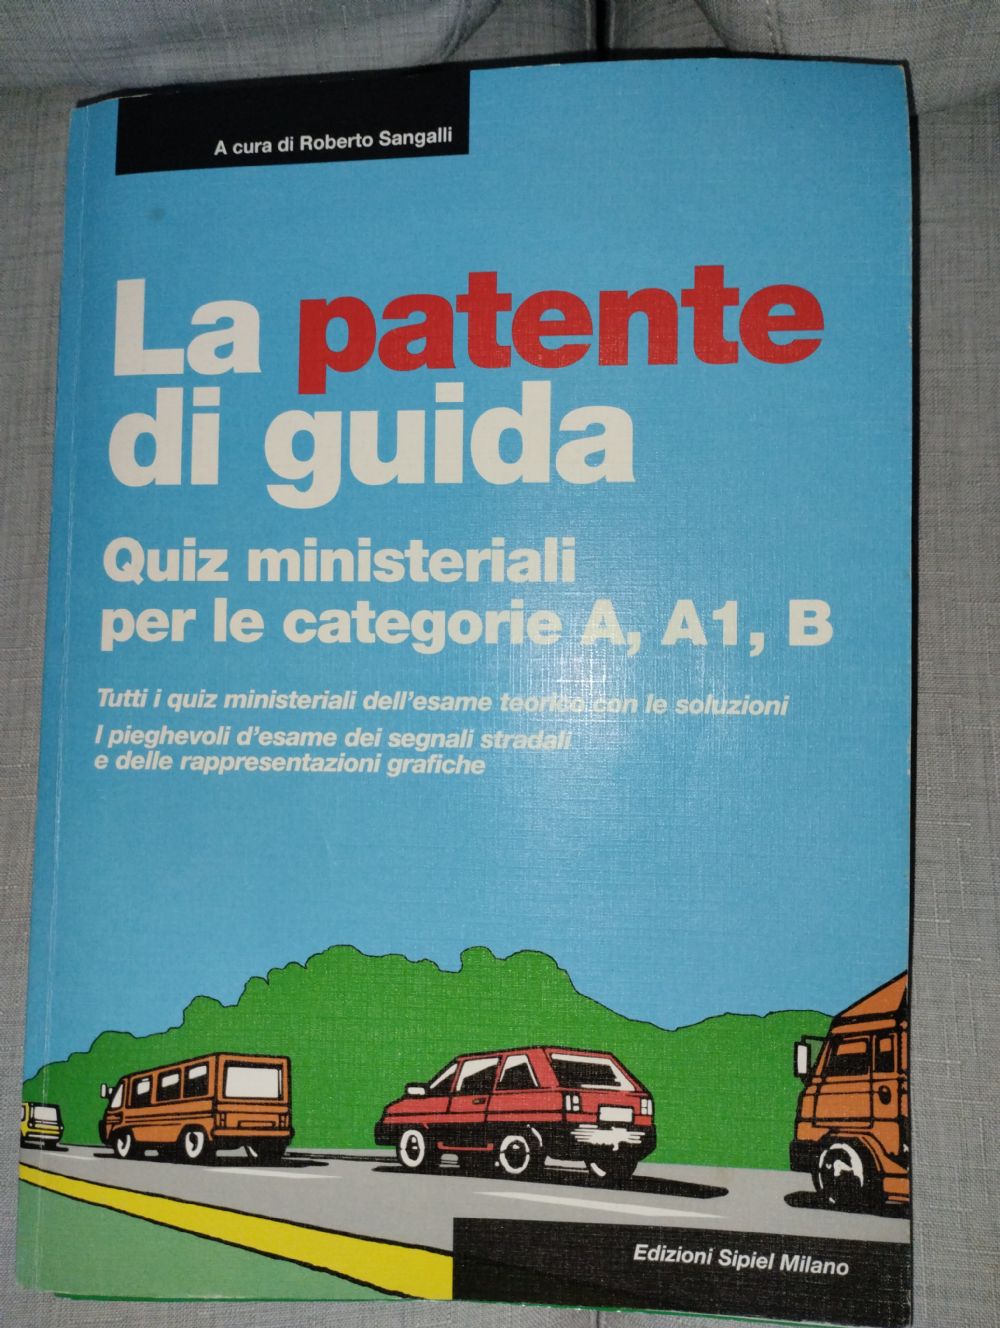 A cura di Roberto Sangalli
La patente
di guida
Quiz ministeriali
per le categorie A, A1, B
Tutti i quiz ministeriali dell'esame teorico con le soluzioni
I pieghevoli d'esame dei segnali stradali
e delle rappresentazioni grafiche
Edizioni Sipiel Milano